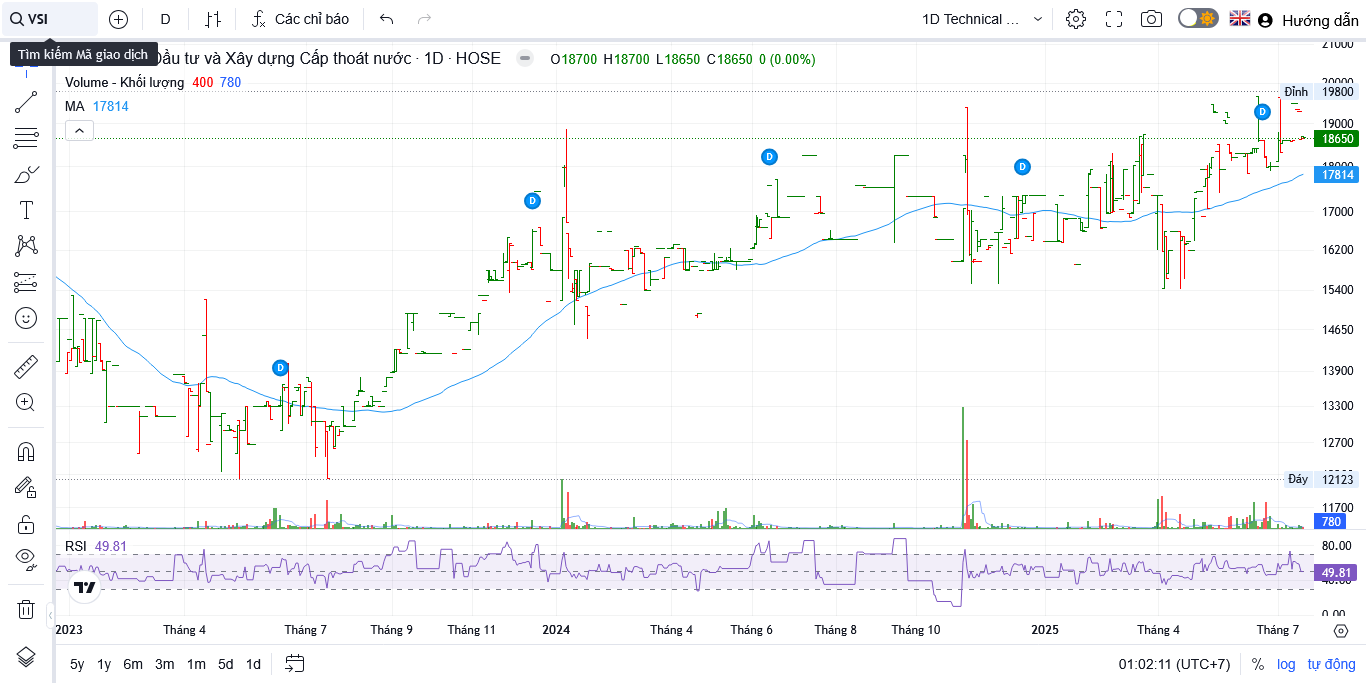 VSI
D
Các chỉ báo
1D Technical ...
Hướng dẫn
Tìm kiếm Mã giao dịch
Đầu tư và Xây dựng Cấp thoát nước · 1D · HOSE
O18700 H18700 L18650 C18650 0 (0.00%)
Volume - Khối lượng 400 780
MA 17814
21000
20000
Đỉnh 19800
19000
18650
18000
17814
17000
16200
15400
14650
13900
13300
12700
Đáy 12123
11700
780
D
D
D
D
D
RSI 49.81
80.00
49.81
40.00
0.00
2023 Tháng 4 Tháng 7 Tháng 9 Tháng 11 2024 Tháng 4 Tháng 6 Tháng 8 Tháng 10 2025 Tháng 4 Tháng 7
5y 1y 6m 3m 1m 5d 1d
01:02:11 (UTC+7) % log tự động